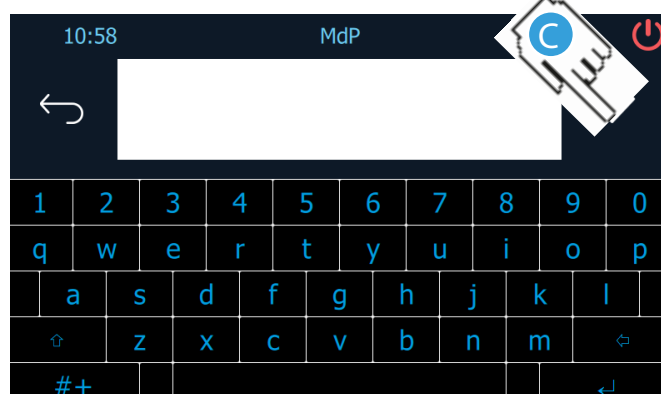 10:58 MdP C
1 2 3 4 5 6 7 8 9 0
q w e r t y u i o p
a s d f g h j k l
z x c v b n m
#+